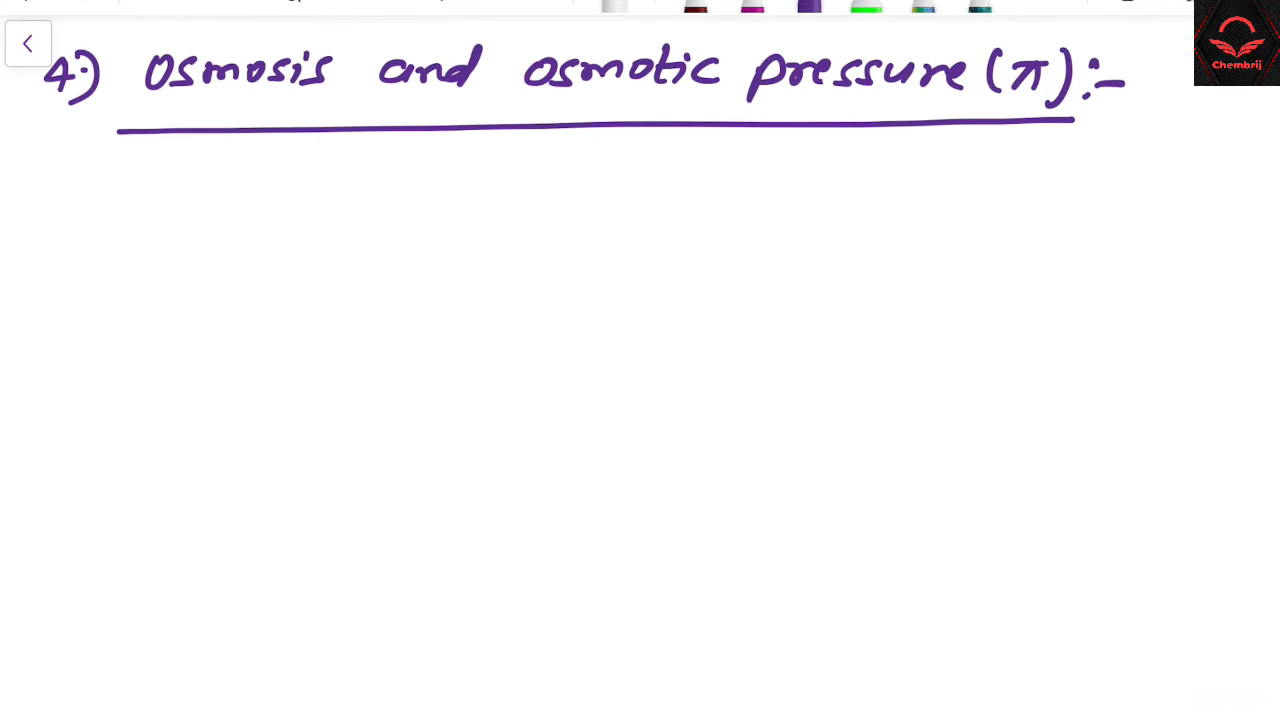 4.) Osmosis and osmotic pressure (π):-
Chembrij